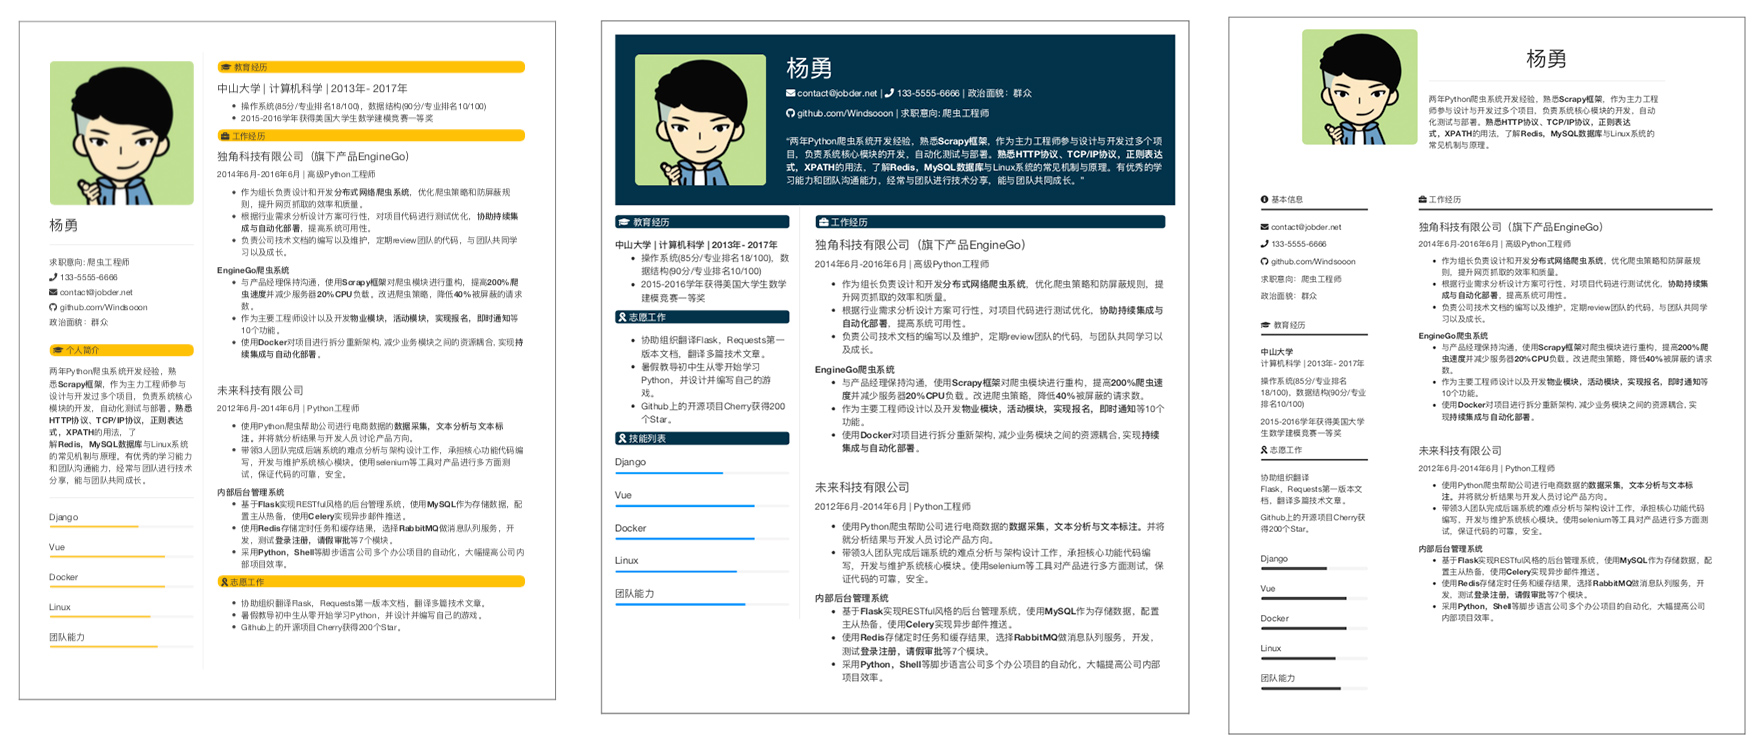 教育经历
中山大学 | 计算机科学 | 2013年- 2017年
操作系统(85分/专业排名18/100)，数据结构(90分/专业排名10/100)
2015-2016学年获得美国大学生数学建模竞赛一等奖
工作经历
独角科技有限公司（旗下产品EngineGo）
2014年6月-2016年6月 | 高级Python工程师
作为组长负责设计和开发分布式网络爬虫系统，优化爬虫策略和防屏蔽规
则，提升网页抓取的效率和质量。
根据行业需求分析设计方案可行性，对项目代码进行测试优化，协助持续集
成与自动化部署，提高系统可用性。
负责公司技术文档的编写以及维护，定期review团队的代码，与团队共同学
习以及成长。
EngineGo爬虫系统
与产品经理保持沟通，使用Scrapy框架对爬虫模块进行重构，提高200%爬
虫速度并减少服务器20%CPU负载。改进爬虫策略，降低40%被屏蔽的请求
数。
作为主要工程师设计以及开发物业模块，活动模块，实现报名，即时通知等
10个功能。
使用Docker对项目进行拆分重新架构,减少业务模块之间的资源耦合,实现持
续集成与自动化部署。
未来科技有限公司
2012年6月-2014年6月 | Python工程师
使用Python爬虫帮助公司进行电商数据的数据采集，文本分析与文本标
注。并将就分析结果与开发人员讨论产品方向。
带领3人团队完成后端系统的难点分析与架构设计工作，承担核心功能代码编
写，开发与维护系统核心模块。使用selenium等工具对产品进行多方面测
试，保证代码的可靠，安全。
内部后台管理系统
基于Flask实现RESTful风格的后台管理系统，使用MySQL作为存储数据，配
置主从热备，使用Celery实现异步邮件推送。
使用Redis存储定时任务和缓存结果，选择RabbitMQ做消息队列服务，开
发，测试登录注册，请假审批等7个模块。
采用Python，Shell等脚步语言公司多个办公项目的自动化，大幅提高公司内
部项目效率。
志愿工作
协助组织翻译Flask，Requests第一版本文档，翻译多篇技术文章。
暑假教导初中生从零开始学习Python，并设计并编写自己的游戏。
Github上的开源项目Cherry获得200个Star。
杨勇
求职意向: 爬虫工程师
133-5555-6666
contact@jobder.net
github.com/Windsooon
政治面貌：群众
个人简介
两年Python爬虫系统开发经验，熟
悉Scrapy框架，作为主力工程师参与
设计与开发过多个项目，负责系统核心
模块的开发，自动化测试与部署。熟悉
HTTP协议、TCP/IP协议，正则表达
式，XPATH的用法，了
解Redis，MySQL数据库与Linux系统
的常见机制与原理。有优秀的学习能力
和团队沟通能力，经常与团队进行技术
分享，能与团队共同成长。
Django
Vue
Docker
Linux
团队能力
杨勇
contact@jobder.net | 133-5555-6666 | 政治面貌：群众
github.com/Windsooon | 求职意向: 爬虫工程师
“两年Python爬虫系统开发经验，熟悉Scrapy框架，作为主力工程师参与设计与开发过多个项
目，负责系统核心模块的开发，自动化测试与部署。熟悉HTTP协议、TCP/IP协议，正则表达
式，XPATH的用法，了解Redis，MySQL数据库与Linux系统的常见机制与原理。有优秀的学
习能力和团队沟通能力，经常与团队进行技术分享，能与团队共同成长。”
教育经历
中山大学 | 计算机科学 | 2013年- 2017年
操作系统(85分/专业排名18/100)，数
据结构(90分/专业排名10/100)
2015-2016学年获得美国大学生数学
建模竞赛一等奖
志愿工作
协助组织翻译Flask，Requests第一
版本文档，翻译多篇技术文章。
暑假教导初中生从零开始学习
Python，并设计并编写自己的游
戏。
Github上的开源项目Cherry获得200
个Star。
技能列表
Django
Vue
Docker
Linux
团队能力
工作经历
独角科技有限公司（旗下产品EngineGo）
2014年6月-2016年6月 | 高级Python工程师
作为组长负责设计和开发分布式网络爬虫系统，优化爬虫策略和防屏蔽规则，提
升网页抓取的效率和质量。
根据行业需求分析设计方案可行性，对项目代码进行测试优化，协助持续集成与
自动化部署，提高系统可用性。
负责公司技术文档的编写以及维护，定期review团队的代码，与团队共同学习以
及成长。
EngineGo爬虫系统
与产品经理保持沟通，使用Scrapy框架对爬虫模块进行重构，提高200%爬虫速
度并减少服务器20%CPU负载。改进爬虫策略，降低40%被屏蔽的请求数。
作为主要工程师设计以及开发物业模块，活动模块，实现报名，即时通知等10个
功能。
使用Docker对项目进行拆分重新架构,减少业务模块之间的资源耦合,实现持续
集成与自动化部署。
未来科技有限公司
2012年6月-2014年6月 | Python工程师
使用Python爬虫帮助公司进行电商数据的数据采集，文本分析与文本标注。并将
就分析结果与开发人员讨论产品方向。
带领3人团队完成后端系统的难点分析与架构设计工作，承担核心功能代码编
写，开发与维护系统核心模块。使用selenium等工具对产品进行多方面测试，保
证代码的可靠，安全。
内部后台管理系统
基于Flask实现RESTful风格的后台管理系统，使用MySQL作为存储数据，配置
主从热备，使用Celery实现异步邮件推送。
使用Redis存储定时任务和缓存结果，选择RabbitMQ做消息队列服务，开发，
测试登录注册，请假审批等7个模块。
采用Python，Shell等脚步语言公司多个办公项目的自动化，大幅提高公司内部
项目效率。
杨勇
两年Python爬虫系统开发经验，熟悉Scrapy框架，作为主力工程
师参与设计与开发过多个项目，负责系统核心模块的开发，自动
化测试与部署。熟悉HTTP协议、TCP/IP协议，正则表达
式，XPATH的用法，了解Redis，MySQL数据库与Linux系统的
常见机制与原理。
基本信息
contact@jobder.net
133-5555-6666
github.com/Windsooon
求职意向：爬虫工程师
政治面貌：群众
教育经历
中山大学
计算机科学 | 2013年- 2017年
操作系统(85分/专业排名
18/100)，数据结构(90分/专业
排名10/100)
2015-2016学年获得美国大学
生数学建模竞赛一等奖
志愿工作
协助组织翻译
Flask，Requests第一版本文
档，翻译多篇技术文章。
Github上的开源项目Cherry获
得200个Star。
Django
Vue
Docker
Linux
团队能力
工作经历
独角科技有限公司（旗下产品EngineGo）
2014年6月-2016年6月 | 高级Python工程师
作为组长负责设计和开发分布式网络爬虫系统，优化爬虫策略和防屏蔽规
则，提升网页抓取的效率和质量。
根据行业需求分析设计方案可行性，对项目代码进行测试优化，协助持续集
成与自动化部署，提高系统可用性。
负责公司技术文档的编写以及维护，定期review团队的代码，与团队共同学
习以及成长。
EngineGo爬虫系统
与产品经理保持沟通，使用Scrapy框架对爬虫模块进行重构，提高200%爬
虫速度并减少服务器20%CPU负载。改进爬虫策略，降低40%被屏蔽的请求
数。
作为主要工程师设计以及开发物业模块，活动模块，实现报名，即时通知等
10个功能。
使用Docker对项目进行拆分重新架构,减少业务模块之间的资源耦合,实
现持续集成与自动化部署。
未来科技有限公司
2012年6月-2014年6月 | Python工程师
使用Python爬虫帮助公司进行电商数据的数据采集，文本分析与文本标
注。并将就分析结果与开发人员讨论产品方向。
带领3人团队完成后端系统的难点分析与架构设计工作，承担核心功能代码
编写，开发与维护系统核心模块。使用selenium等工具对产品进行多方面测
试，保证代码的可靠，安全。
内部后台管理系统
基于Flask实现RESTful风格的后台管理系统，使用MySQL作为存储数据，配
置主从热备，使用Celery实现异步邮件推送。
使用Redis存储定时任务和缓存结果，选择RabbitMQ做消息队列服务，开
发，测试登录注册，请假审批等7个模块。
采用Python，Shell等脚步语言公司多个办公项目的自动化，大幅提高公司
内部项目效率。